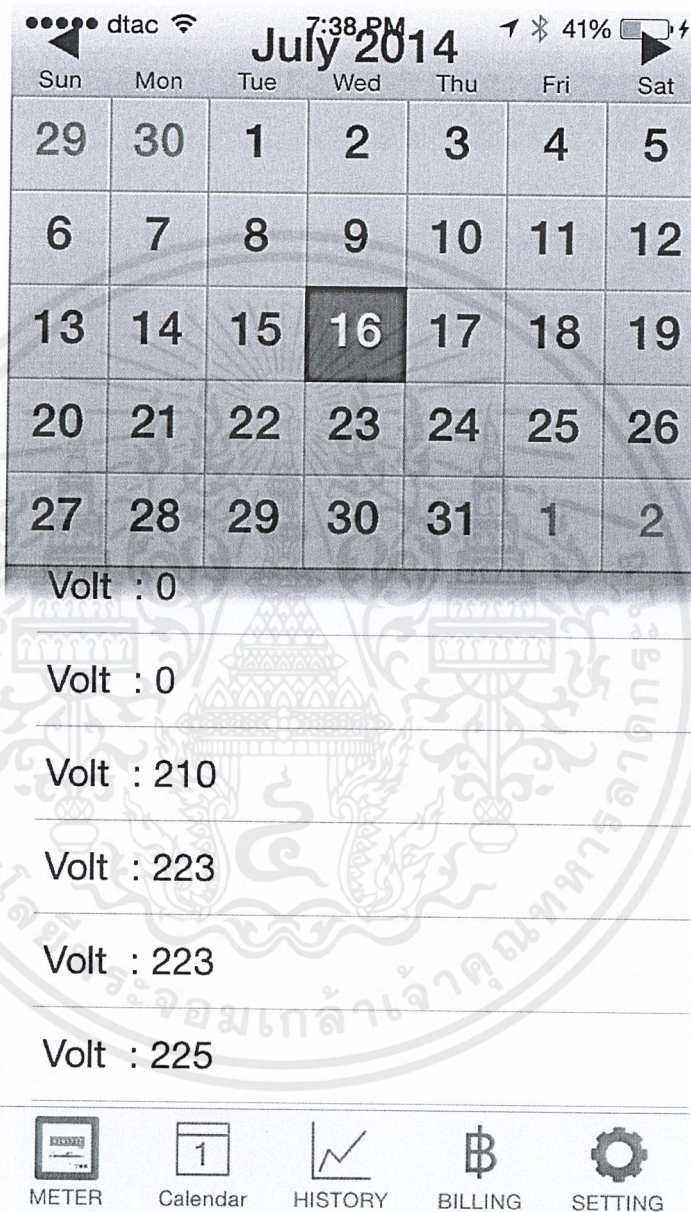 dtac 7:38 PM 41%
July 2014
Sun Mon Tue Wed Thu Fri Sat
29 30 1 2 3 4 5
6 7 8 9 10 11 12
13 14 15 16 17 18 19
20 21 22 23 24 25 26
27 28 29 30 31 1 2
Volt : 0
Volt : 0
Volt : 210
Volt : 223
Volt : 223
Volt : 225
1
METER Calendar HISTORY BILLING SETTING